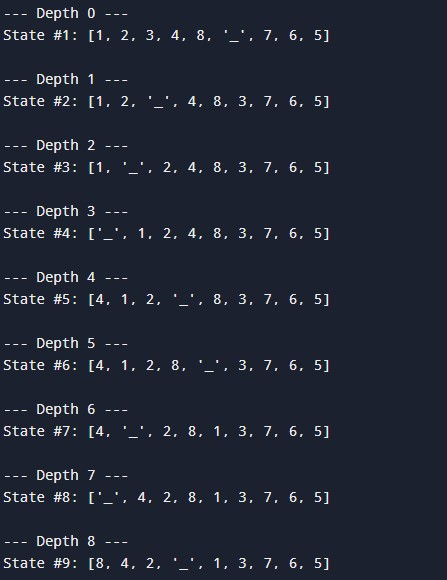 --- Depth 0 ---
State #1: [1, 2, 3, 4, 8, '_', 7, 6, 5]
--- Depth 1 ---
State #2: [1, 2, '_', 4, 8, 3, 7, 6, 5]
--- Depth 2 ---
State #3: [1, '_', 2, 4, 8, 3, 7, 6, 5]
--- Depth 3 ---
State #4: ['_', 1, 2, 4, 8, 3, 7, 6, 5]
--- Depth 4 ---
State #5: [4, 1, 2, '_', 8, 3, 7, 6, 5]
--- Depth 5 ---
State #6: [4, 1, 2, 8, '_', 3, 7, 6, 5]
--- Depth 6 ---
State #7: [4, '_', 2, 8, 1, 3, 7, 6, 5]
--- Depth 7 ---
State #8: ['_', 4, 2, 8, 1, 3, 7, 6, 5]
--- Depth 8 ---
State #9: [8, 4, 2, '_', 1, 3, 7, 6, 5]